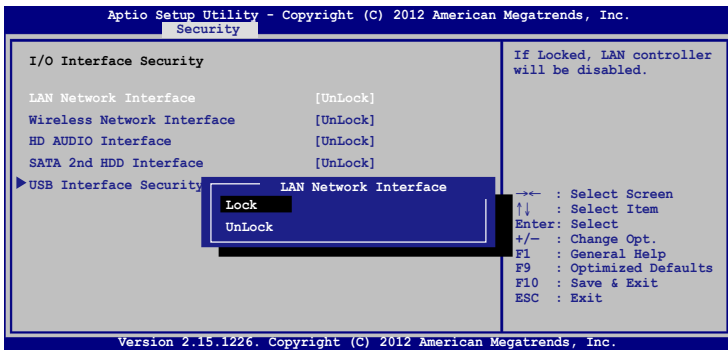 Aptio Setup Utility - Copyright (C) 2012 American Megatrends, Inc.
Security
I/O Interface Security
LAN Network Interface [UnLock]
Wireless Network Interface [UnLock]
HD AUDIO Interface [UnLock]
SATA 2nd HDD Interface [UnLock]
USB Interface Security
LAN Network Interface
Lock
UnLock
If Locked, LAN controller
will be disabled.
→← : Select Screen
↑↓ : Select Item
Enter: Select
+/— : Change Opt.
F1 : General Help
F9 : Optimized Defaults
F10 : Save & Exit
ESC : Exit
Version 2.15.1226. Copyright (C) 2012 American Megatrends, Inc.